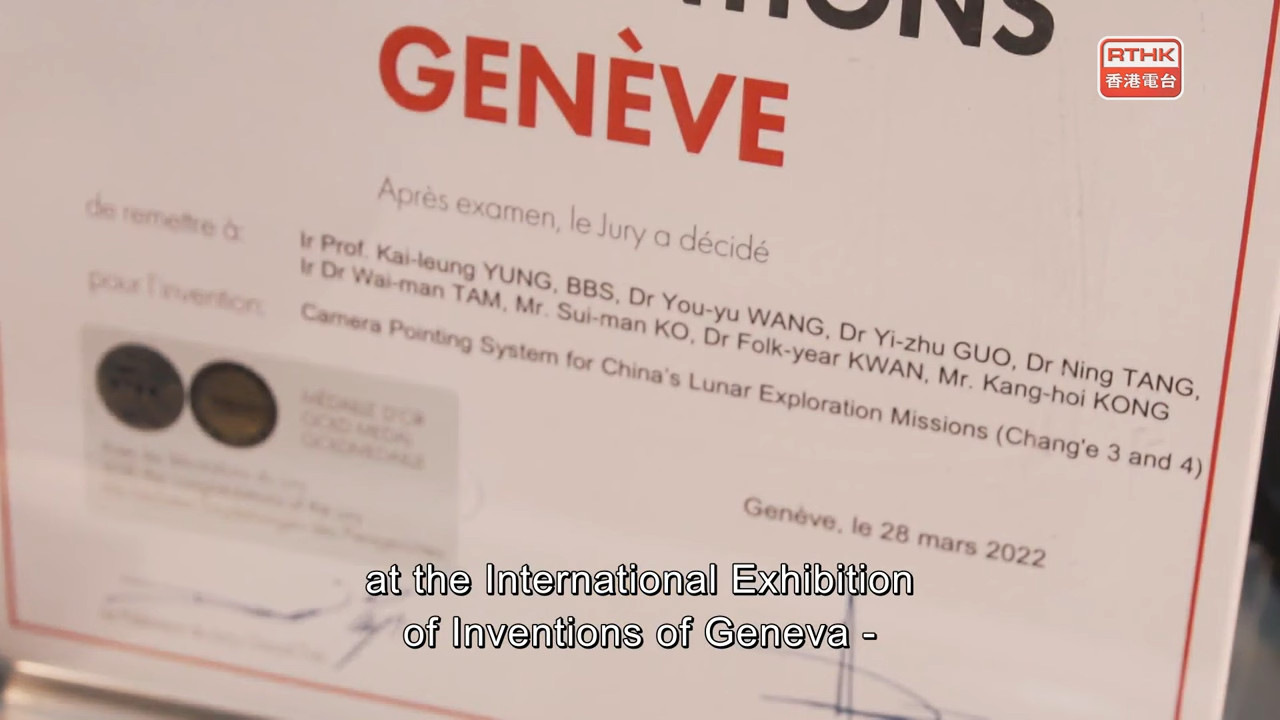 TIONS
RTHK
香港電台
GENÈVE
Après examen, le Jury a décidé
de remettre à:
Ir Prof. Kai-leung YUNG, BBS, Dr You-yu WANG, Dr Yi-zhu GUO, Dr Ning TANG,
Ir Dr Wai-man TAM, Mr. Sui-man KO, Dr Folk-year KWAN, Mr. Kang-hoi KONG
pour l'invention:
Camera Pointing System for China's Lunar Exploration Missions (Chang'e 3 and 4)
MÉDAILLE D'OR
GOLD MEDAL
GOLDMEDAILLE
Genève, le 28 mars 2022
at the International Exhibition
of Inventions of Geneva -